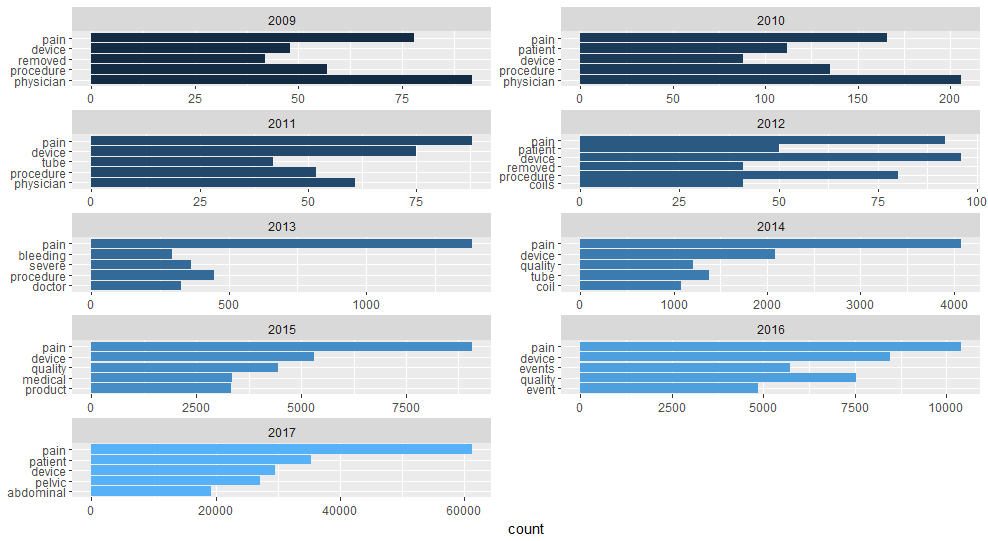 2009
pain
device
removed
procedure
physician
0 25 50 75
2010
pain
patient
device
procedure
physician
0 50 100 150 200
2011
pain
device
tube
procedure
physician
0 25 50 75
2012
pain
patient
device
removed
procedure
coils
0 25 50 75 100
2013
pain
bleeding
severe
procedure
doctor
0 500 1000
2014
pain
device
quality
tube
coil
0 1000 2000 3000 4000
2015
pain
device
quality
medical
product
0 2500 5000 7500
2016
pain
device
events
quality
event
0 2500 5000 7500 10000
2017
pain
patient
device
pelvic
abdominal
0 20000 40000 60000
count